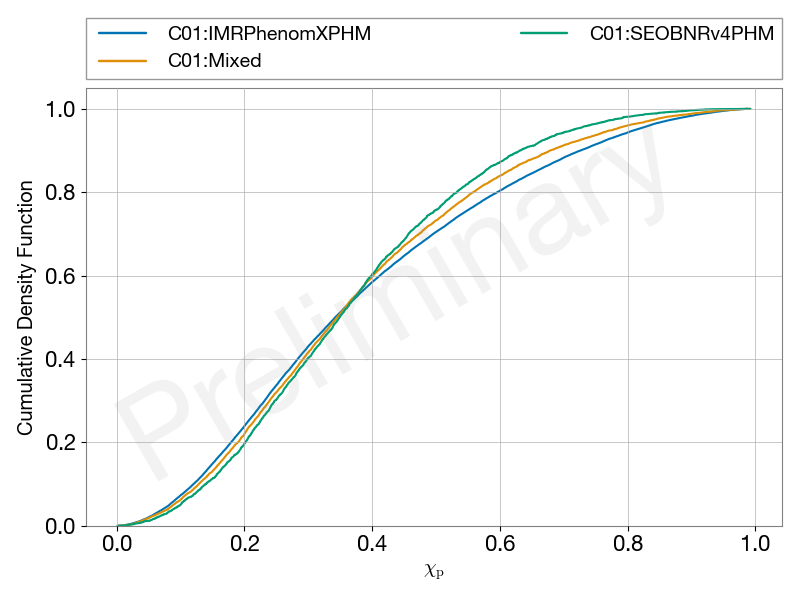 C01:IMRPhenomXPHM
C01:Mixed
C01:SEOBNRv4PHM
Cumulative Density Function
1.0
0.8
0.6
0.4
0.2
0.0
Preliminary
0.0 0.2 0.4 0.6 0.8 1.0
χp